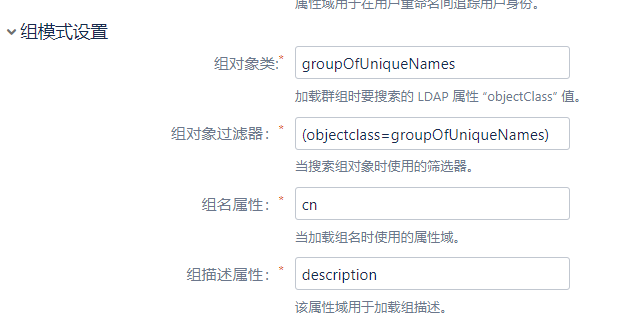 属性域用于在用户重命名间追踪用户身份。
组模式设置
组对象类:* groupOfUniqueNames
加载群组时要搜索的 LDAP 属性 “objectClass” 值。
组对象过滤器：* (objectclass=groupOfUniqueNames)
当搜索组对象时使用的筛选器。
组名属性：* cn
当加载组名时使用的属性域。
组描述属性：* description
该属性域用于加载组描述。